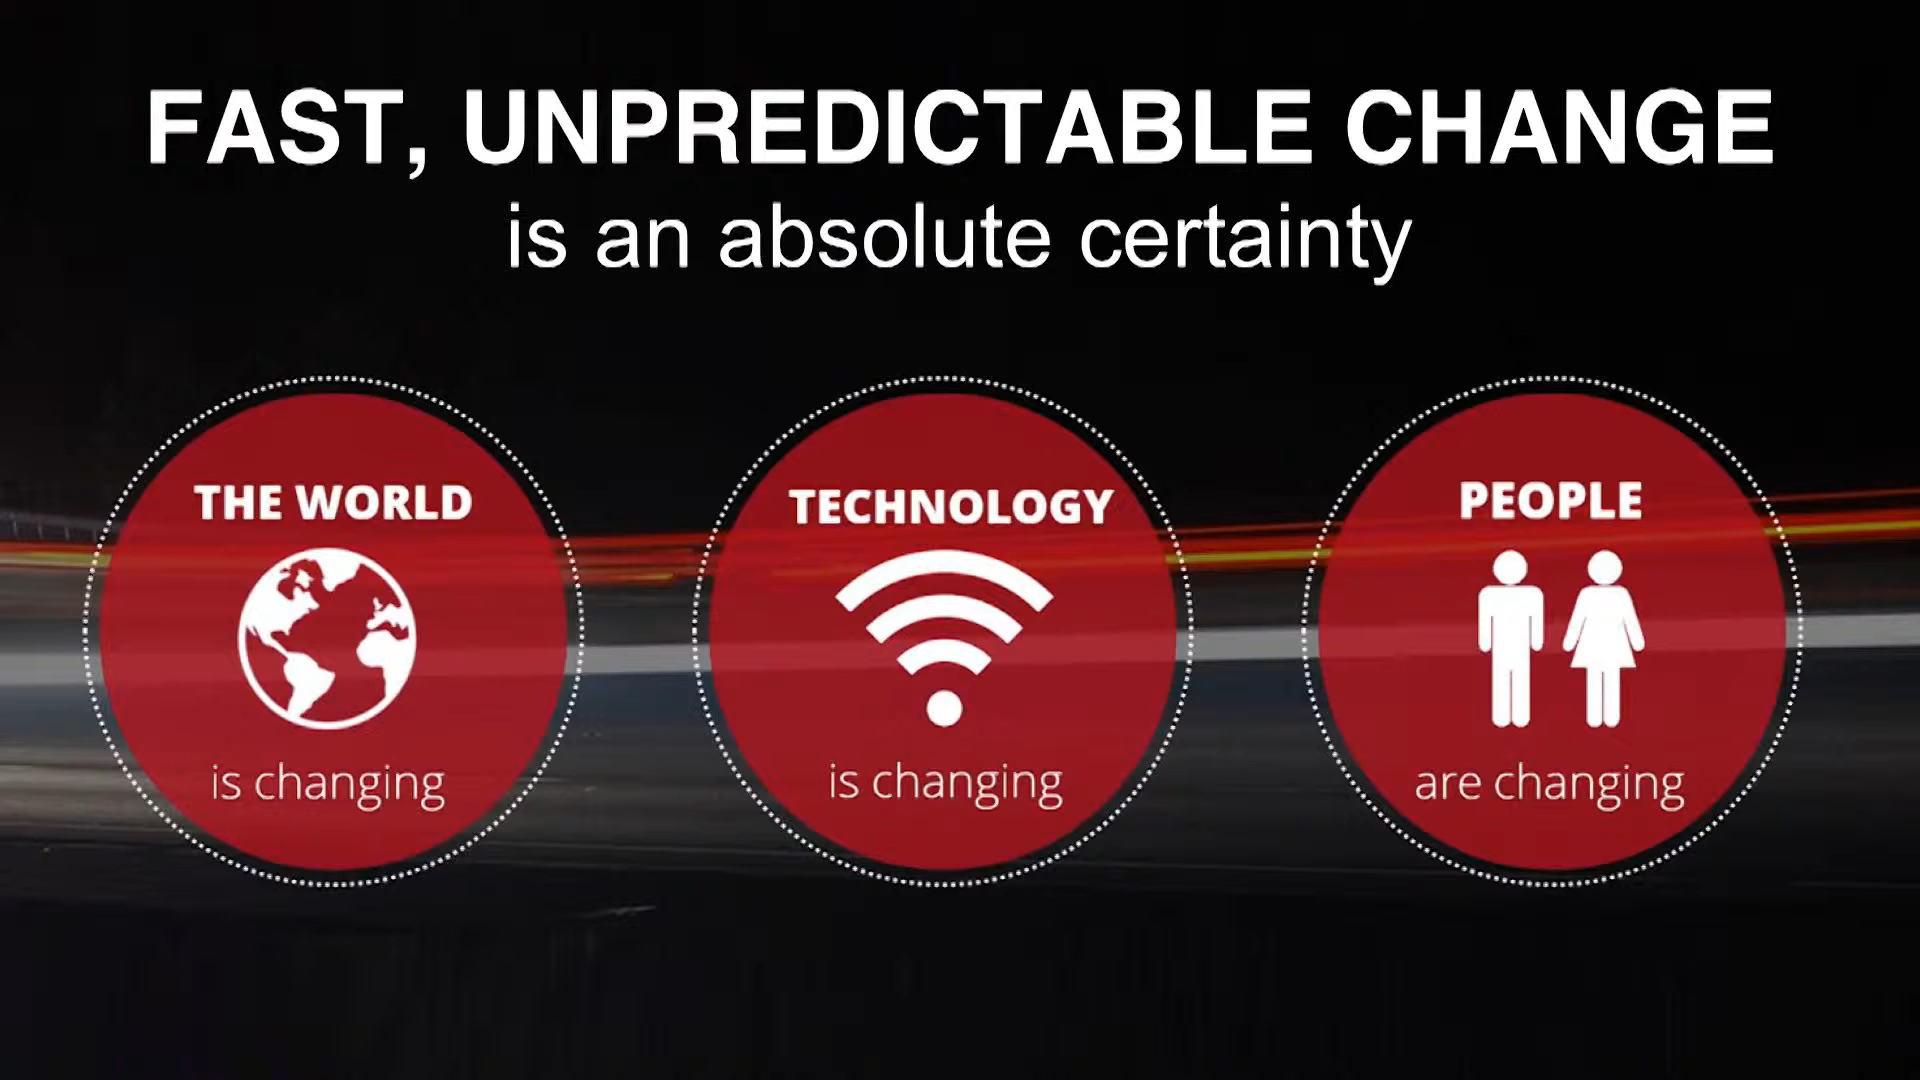 FAST, UNPREDICTABLE CHANGE
is an absolute certainty
THE WORLD
is changing
TECHNOLOGY
is changing
PEOPLE
are changing